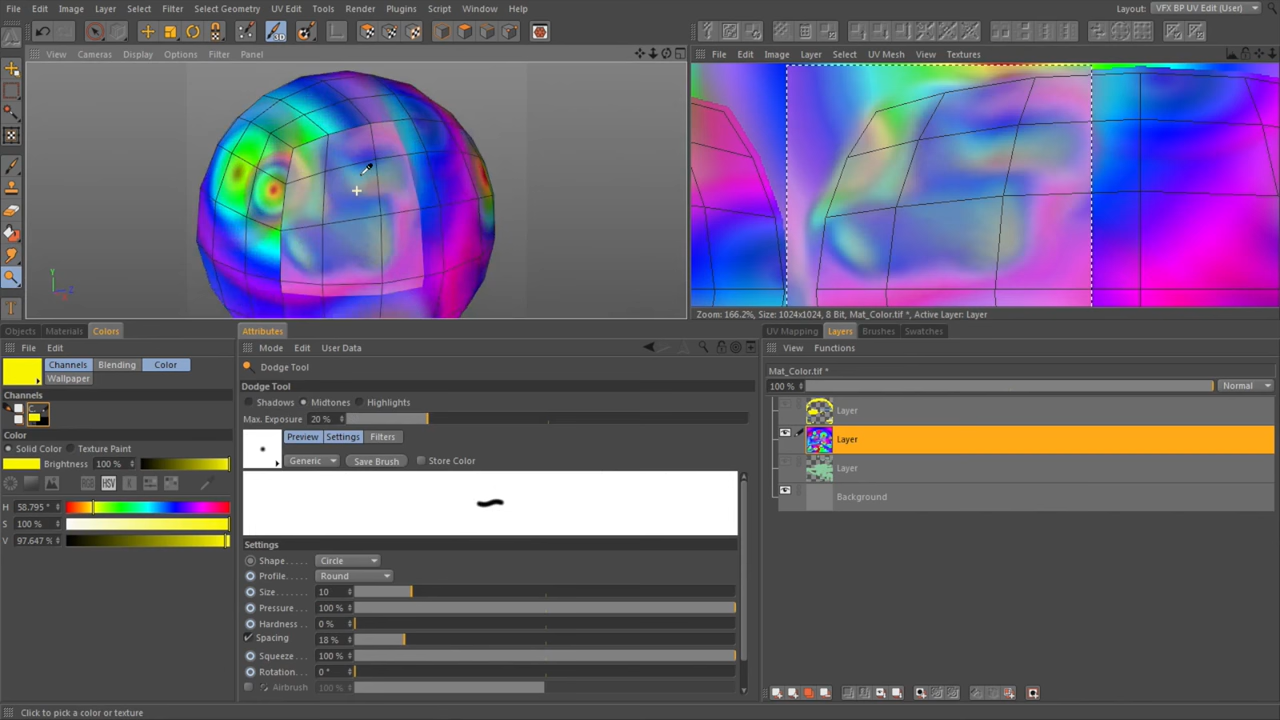 File Edit Image Layer Select Filter Select Geometry UV Edit Tools Render Plugins Script Window Help Layout: VFX BP UV Edit (User)
3D
View Cameras Display Options Filter Panel
File Edit Image Layer Select UV Mesh View Textures
Y
Z
Zoom: 166.2%, Size: 1024x1024, 8 Bit, Mat_Color.tif *, Active Layer: Layer
Objects Materials Colors Attributes UV Mapping Layers Brushes Swatches
File Edit Mode Edit User Data View Functions
Channels Blending Color
Wallpaper
Dodge Tool
Mat_Color.tif *
Dodge Tool
100 % Normal
Channels
Shadows Midtones Highlights
Layer
Max. Exposure 20 %
Color
Preview Settings Filters
Layer
Solid Color Texture Paint
Brightness 100 %
Generic Save Brush Store Color
Layer
RGB HSV
Background
H 58.795 °
S 100 %
V 97.647 %
Settings
Shape..... Circle
Profile..... Round
Size....... 10
Pressure... 100 %
Hardness.. 0 %
Spacing 18 %
Squeeze... 100 %
Rotation... 0 °
Airbrush 100 %
Click to pick a color or texture